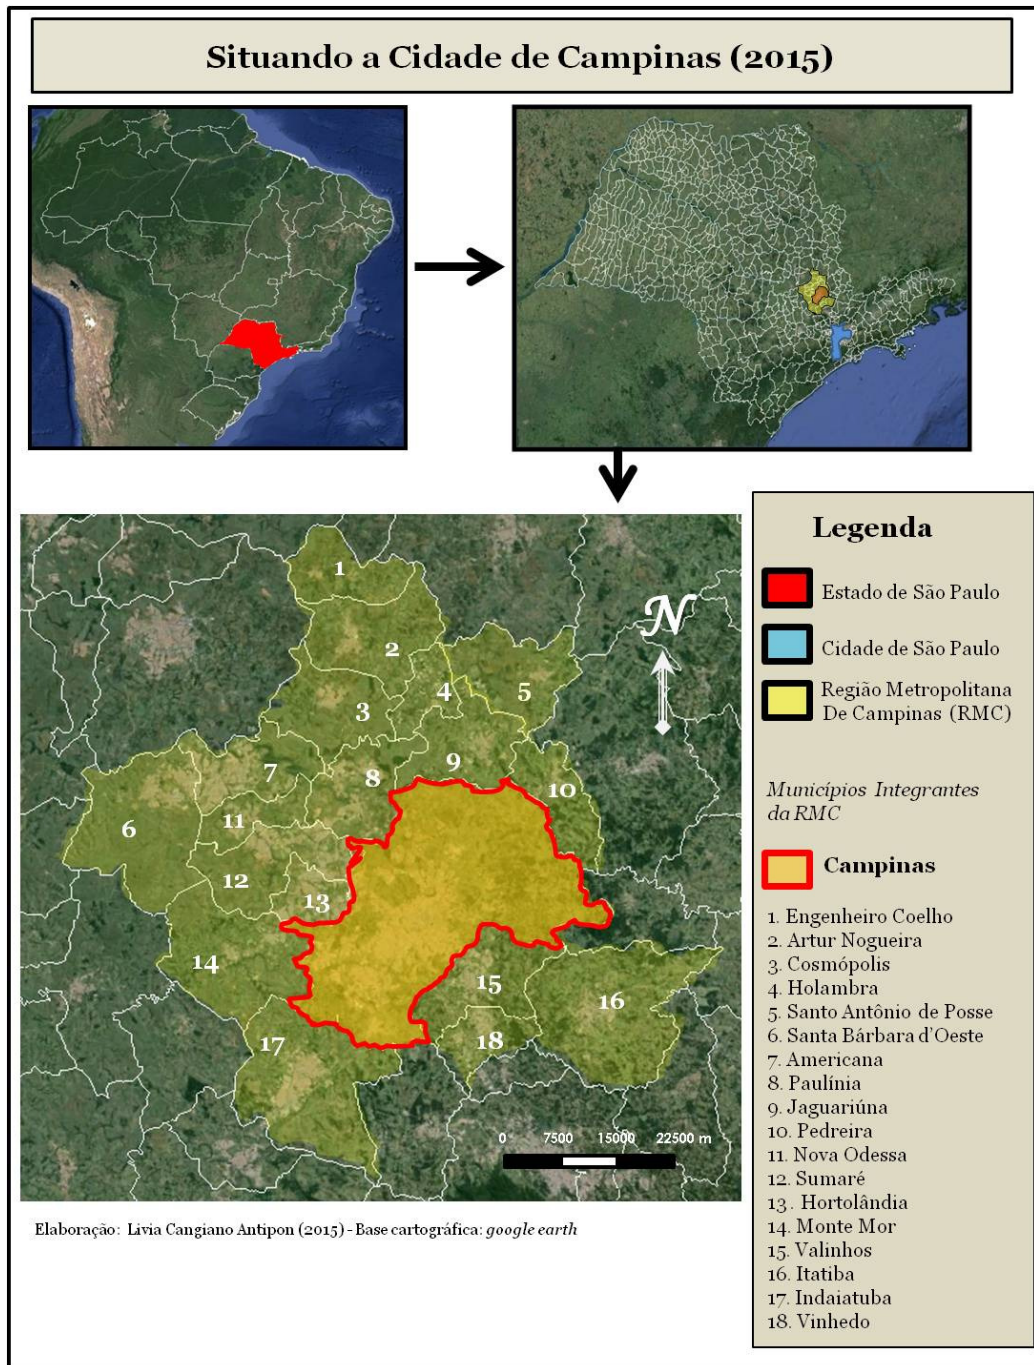 Situando a Cidade de Campinas (2015)
Legenda
Estado de São Paulo
Cidade de São Paulo
Região Metropolitana
De Campinas (RMC)
Municípios Integrantes
da RMC
Campinas
1. Engenheiro Coelho
2. Artur Nogueira
3. Cosmópolis
4. Holambra
5. Santo Antônio de Posse
6. Santa Bárbara d'Oeste
7. Americana
8. Paulínia
9. Jaguariúna
10. Pedreira
11. Nova Odessa
12. Sumaré
13. Hortolândia
14. Monte Mor
15. Valinhos
16. Itatiba
17. Indaiatuba
18. Vinhedo
N
1
2
4
5
3
9
7
8
10
6
11
12
13
14
15
16
17
18
0 7500 15000 22500 m
Elaboração: Livia Cangiano Antipon (2015) - Base cartográfica: google earth